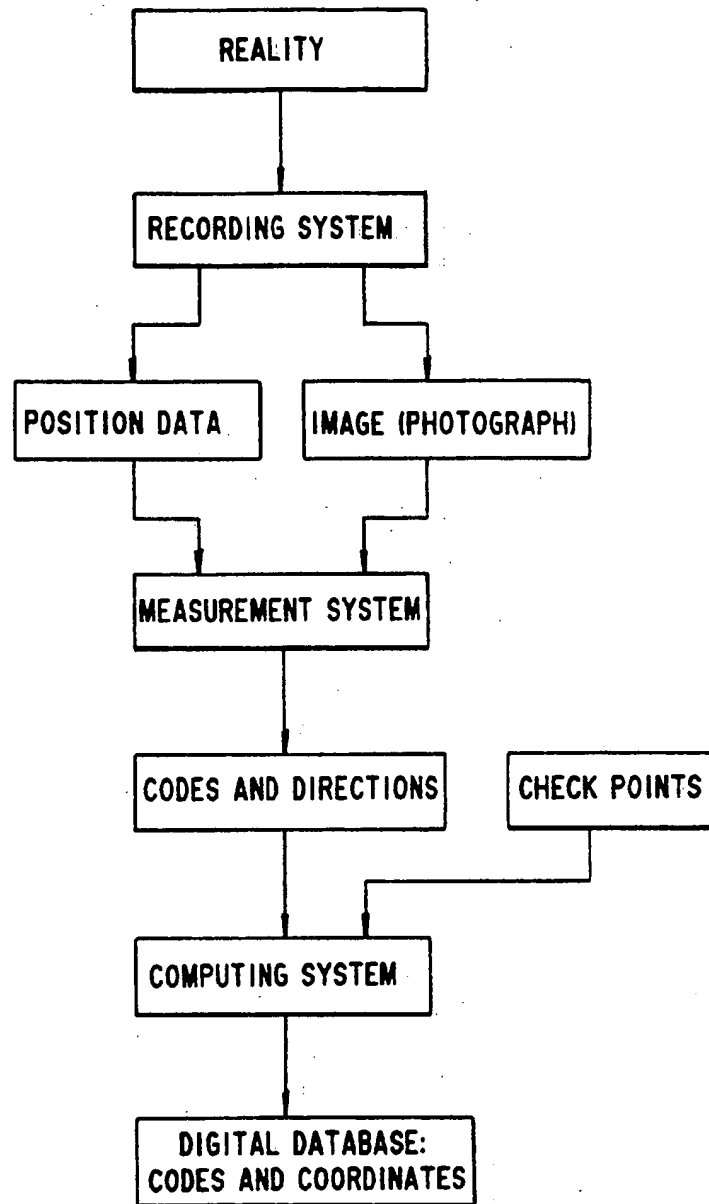 REALITY
RECORDING SYSTEM
POSITION DATA
IMAGE (PHOTOGRAPH)
MEASUREMENT SYSTEM
CODES AND DIRECTIONS
CHECK POINTS
COMPUTING SYSTEM
DIGITAL DATABASE:
CODES AND COORDINATES